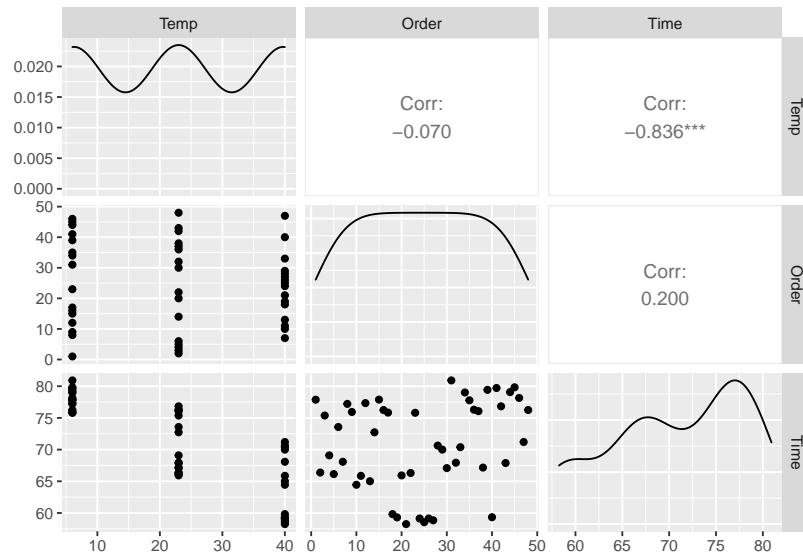 Temp Order Time
0.020
0.015
0.010
0.005
0.000
Corr:
−0.070
Corr:
−0.836***
Temp
50
40
30
20
10
0
Corr:
0.200
Order
80
75
70
65
60
Time
10 20 30 40 0 10 20 30 40 50 60 65 70 75 80